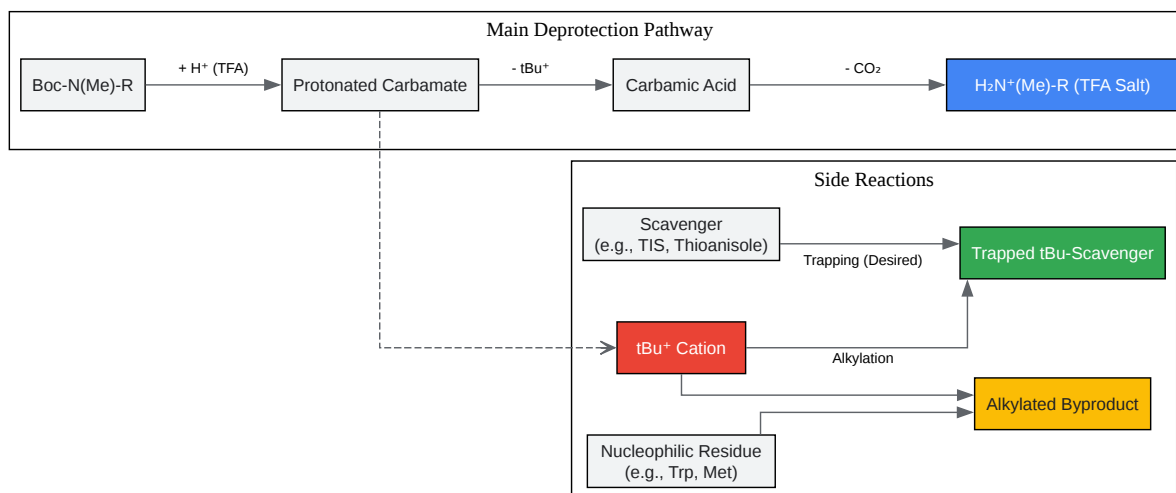 Main Deprotection Pathway
Boc-N(Me)-R
+ H⁺ (TFA)
Protonated Carbamate
- tBu⁺
Carbamic Acid
- CO₂
H₂N⁺(Me)-R (TFA Salt)
Side Reactions
Scavenger
(e.g., TIS, Thioanisole)
Trapping (Desired)
Trapped tBu-Scavenger
tBu⁺ Cation
Alkylation
Alkylated Byproduct
Nucleophilic Residue
(e.g., Trp, Met)